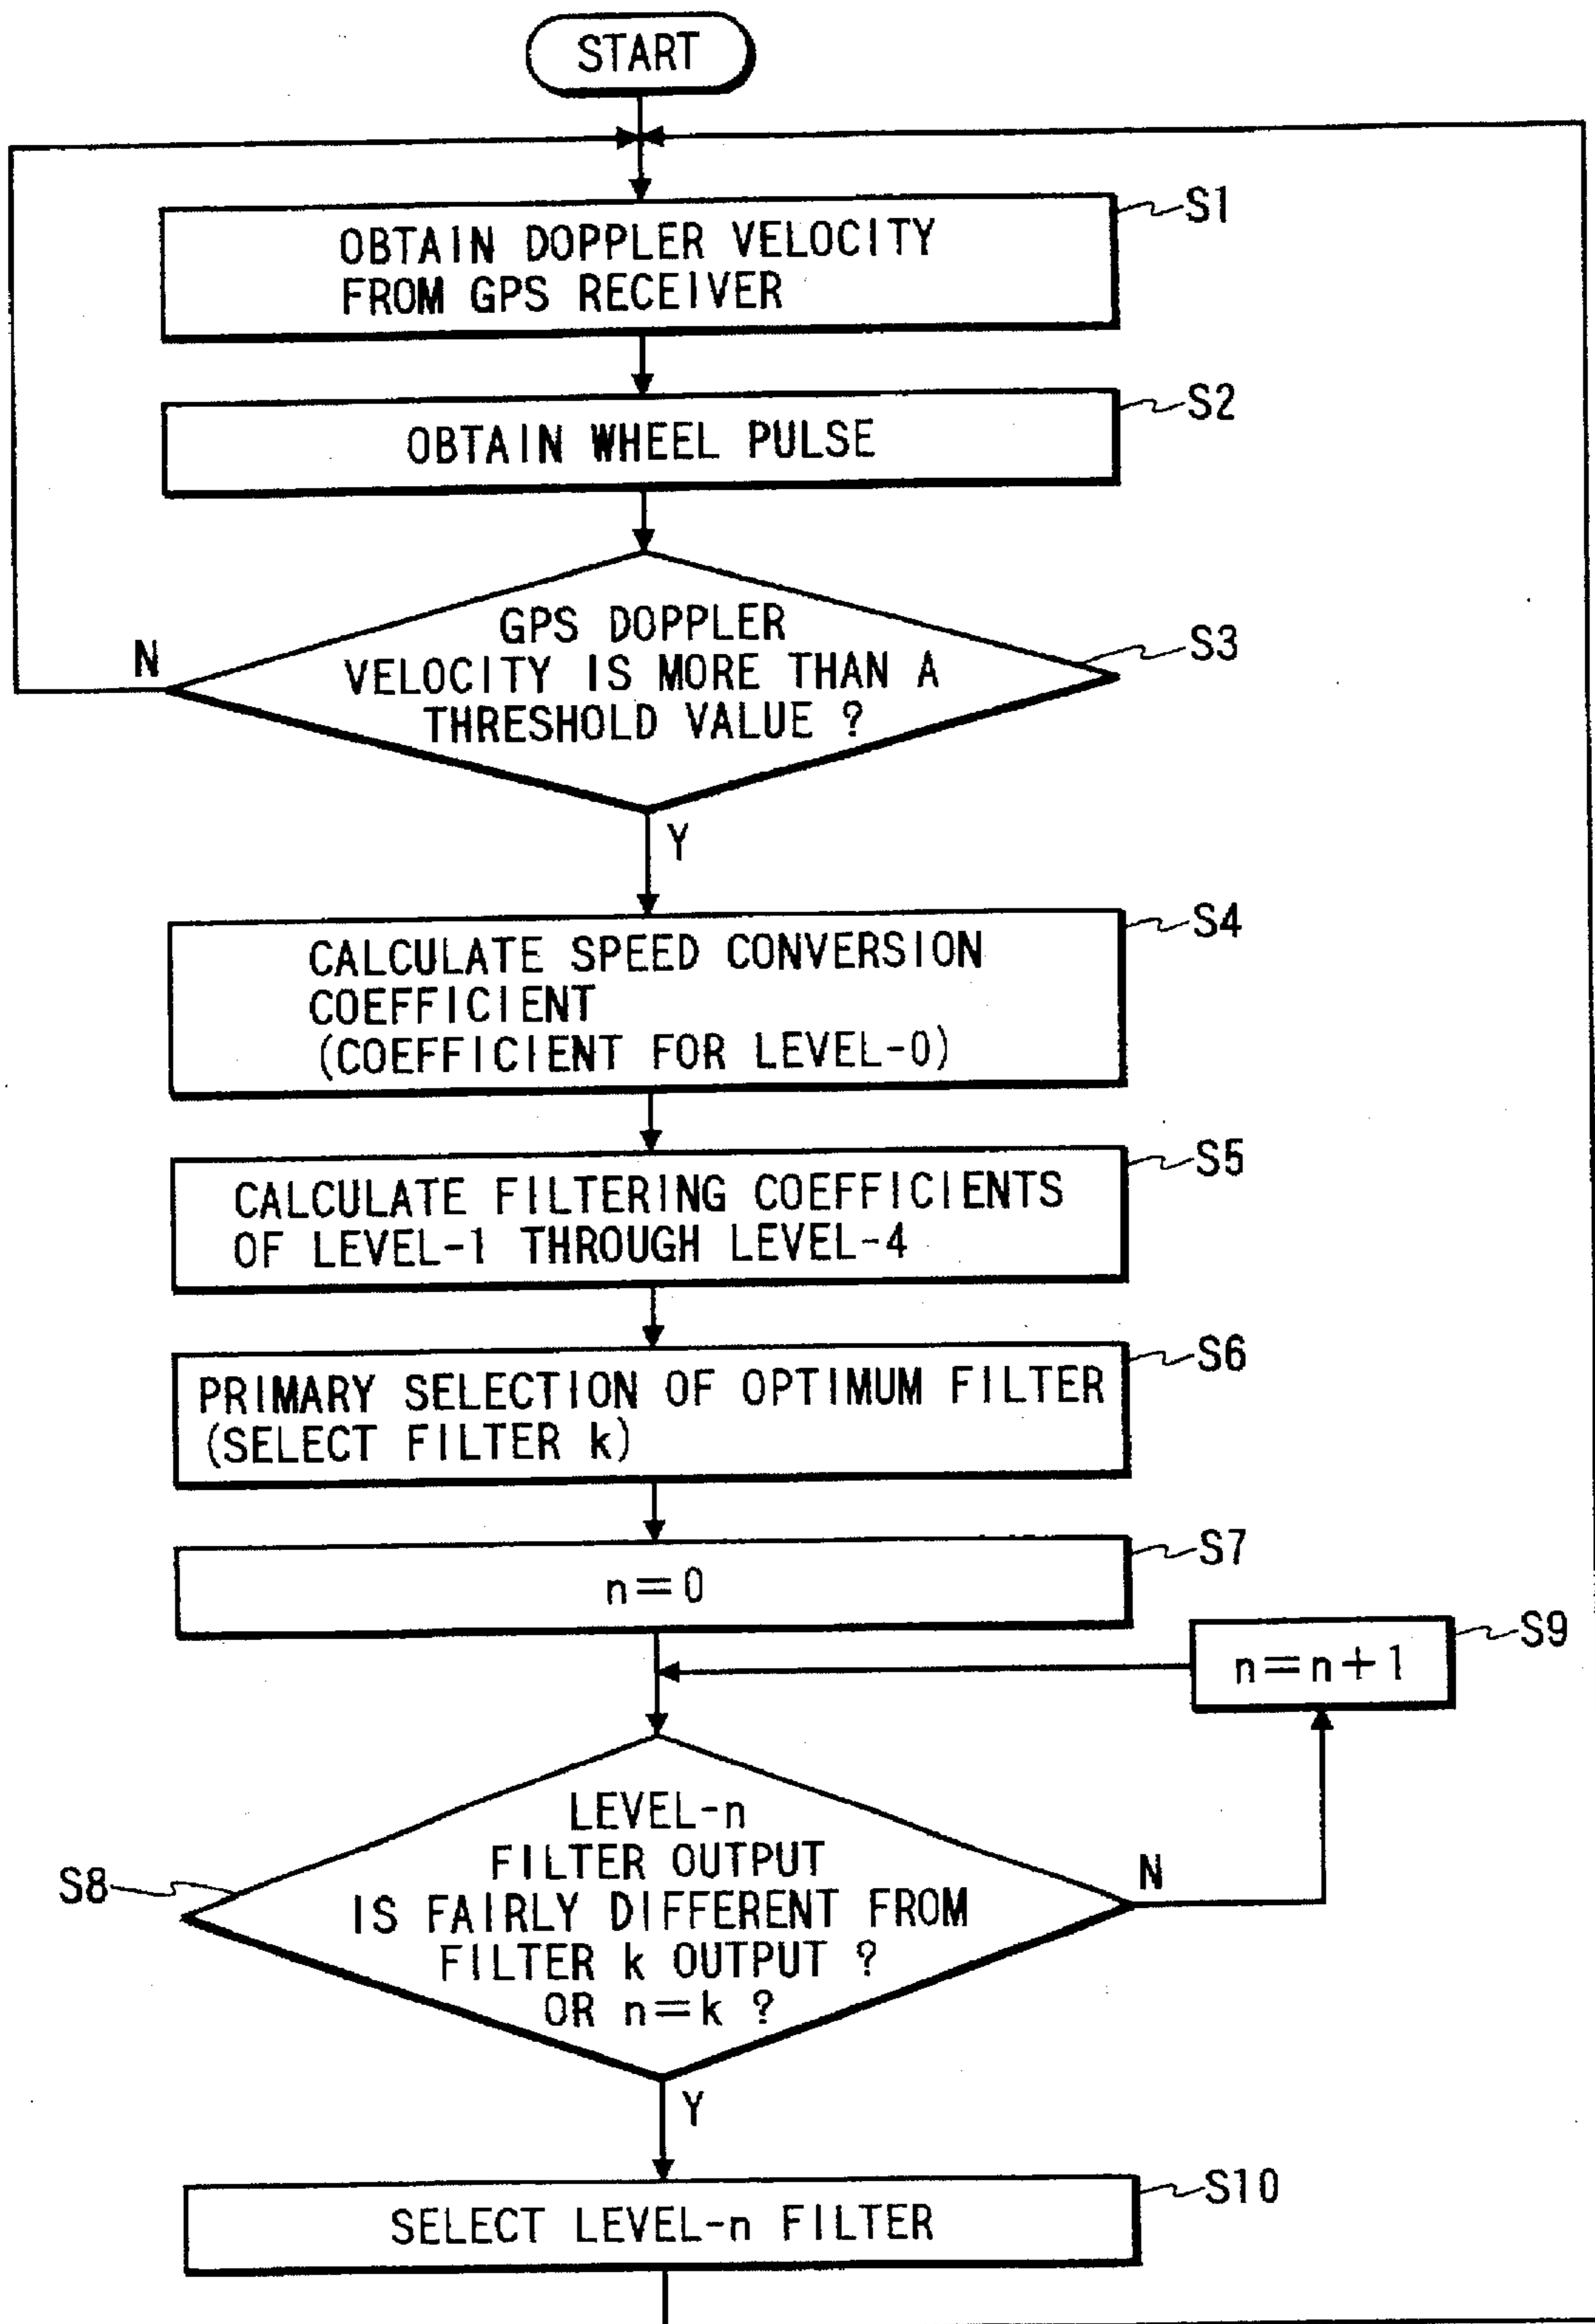 START
S1
OBTAIN DOPPLER VELOCITY
FROM GPS RECEIVER
S2
OBTAIN WHEEL PULSE
GPS DOPPLER
VELOCITY IS MORE THAN A
THRESHOLD VALUE ?
S3
N
Y
S4
CALCULATE SPEED CONVERSION
COEFFICIENT
(COEFFICIENT FOR LEVEL-0)
S5
CALCULATE FILTERING COEFFICIENTS
OF LEVEL-1 THROUGH LEVEL-4
S6
PRIMARY SELECTION OF OPTIMUM FILTER
(SELECT FILTER k)
S7
n=0
S9
n=n+1
S8
LEVEL-n
FILTER OUTPUT
IS FAIRLY DIFFERENT FROM
FILTER k OUTPUT ?
OR n=k ?
N
Y
S10
SELECT LEVEL-n FILTER